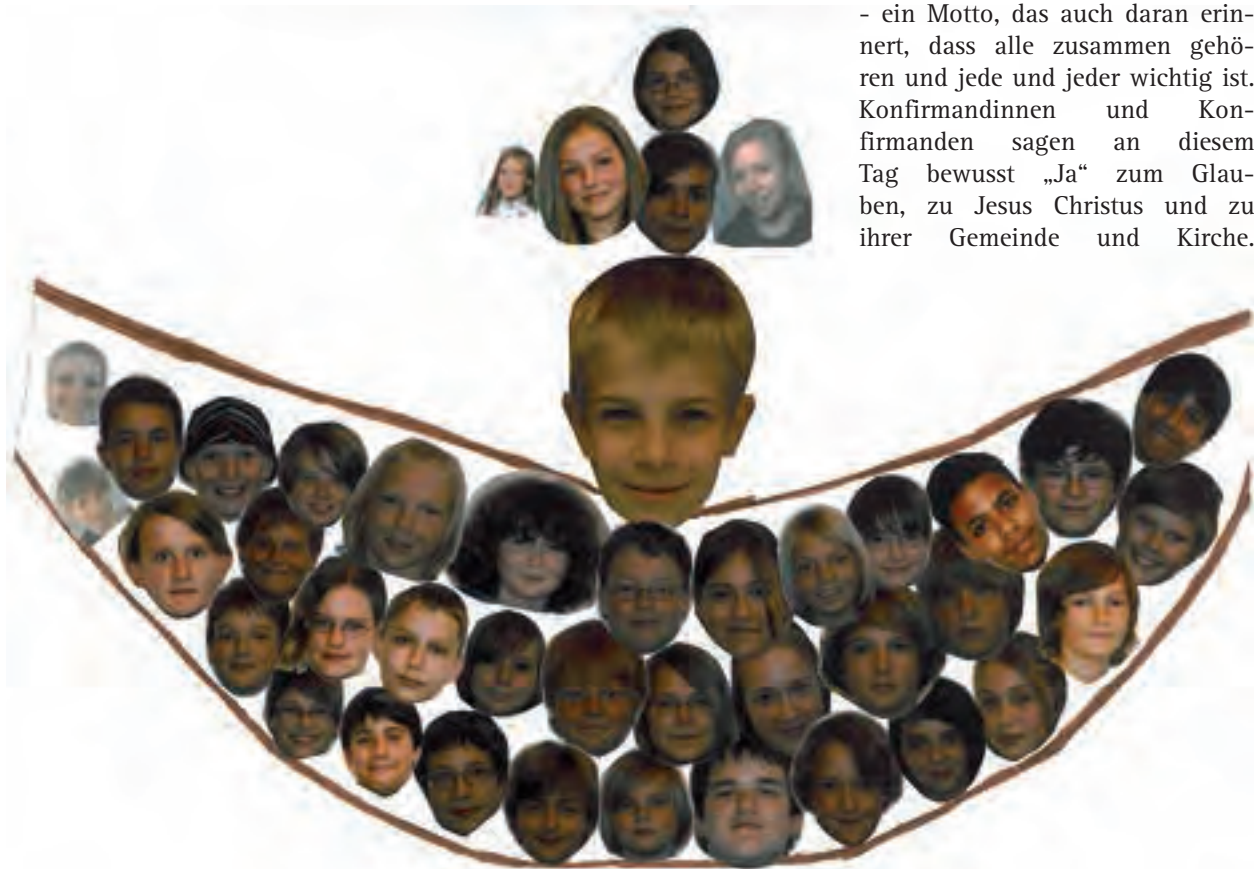 - ein Motto, das auch daran erin-
nert, dass alle zusammen gehö-
ren und jede und jeder wichtig ist.
Konfirmandinnen und Kon-
firmanden sagen an diesem
Tag bewusst „Ja“ zum Glau-
ben, zu Jesus Christus und zu
ihrer Gemeinde und Kirche.